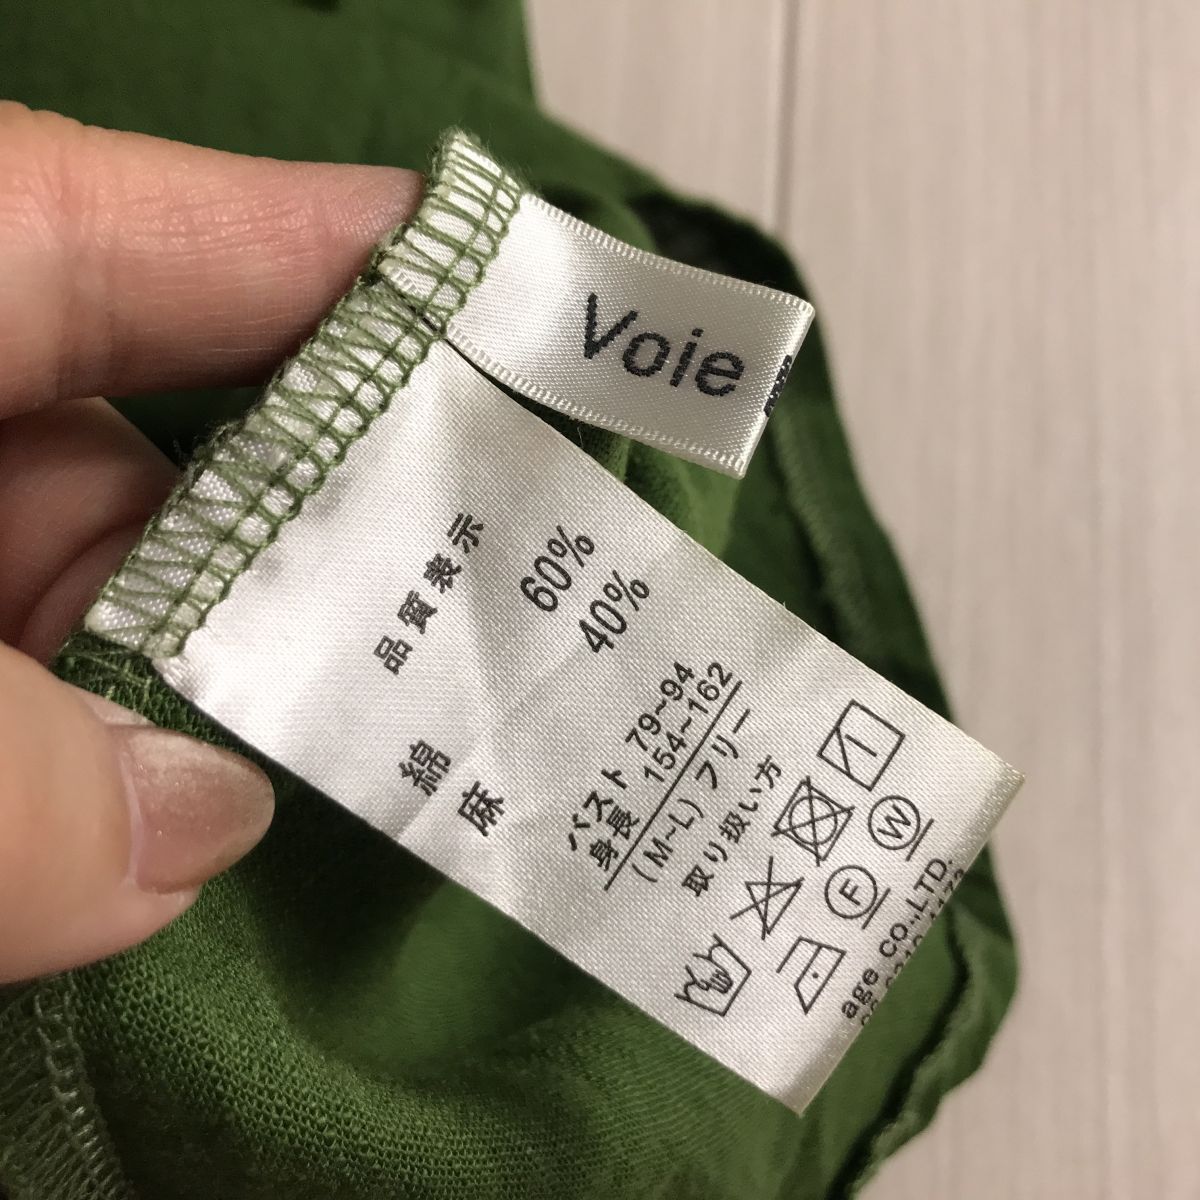 Voie
品質表示
綿 60%
麻 40%
バスト 79~94
身長 154~162
(M~L)フリー
取り扱い方
W
F
age CO.,LTD.